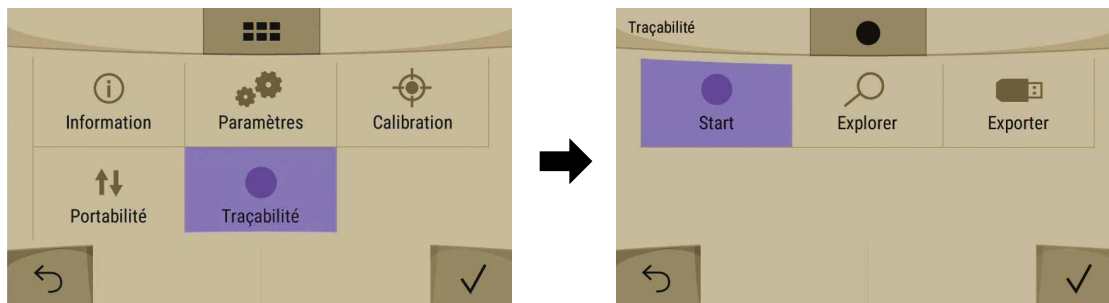 Information
Paramètres
Calibration
Portabilité
Traçabilité
Traçabilité
Start
Explorer
Exporter